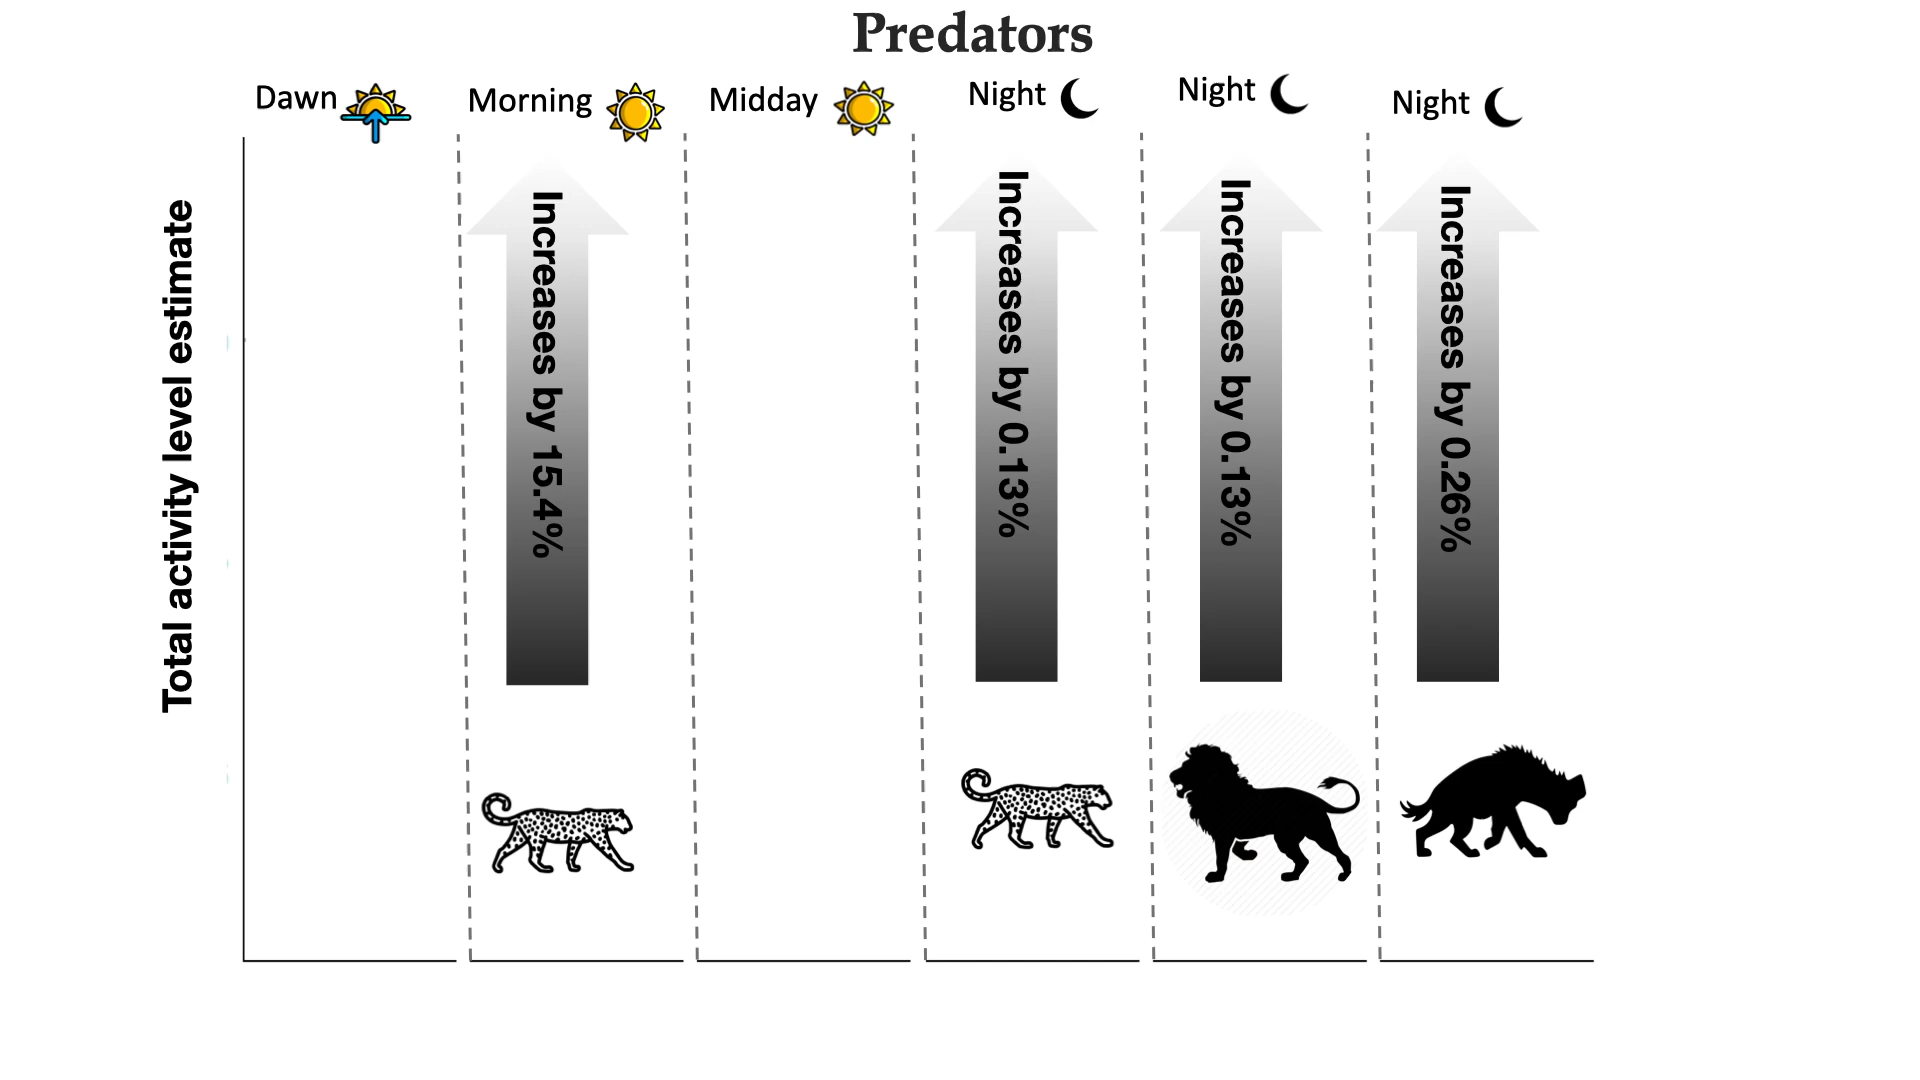 Predators
Dawn
Morning
Midday
Night
Night
Night
Total activity level estimate
Increases by 15.4%
Increases by 0.13%
Increases by 0.13%
Increases by 0.26%